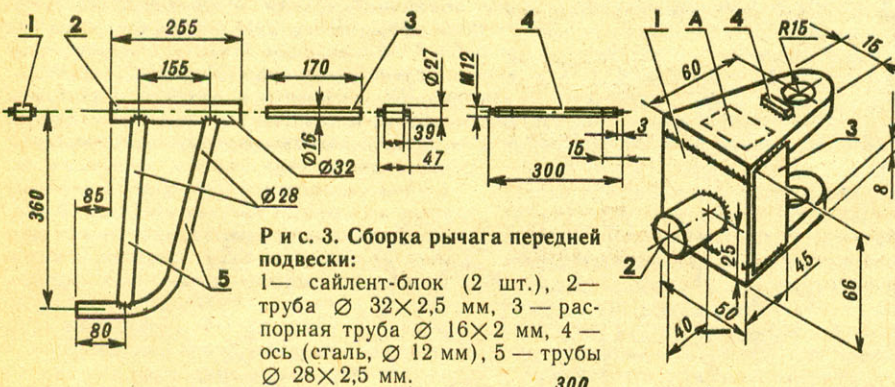 1 2 255 3 4 1 A 4 R15 15
155 170 Ø27 M12 60
39 3 3
Ø16 47 15
Ø32 300 8
360 85 Ø28
Р и с. 3. Сборка рычага передней
подвески:
1— сайлент-блок (2 шт.), 2—
труба Ø 32×2,5 мм, 3 — рас-
порная труба Ø 16×2 мм, 4 —
ось (сталь, Ø 12 мм), 5 — трубы
Ø 28×2,5 мм.
5
80
2 25 45 66
40 50
300